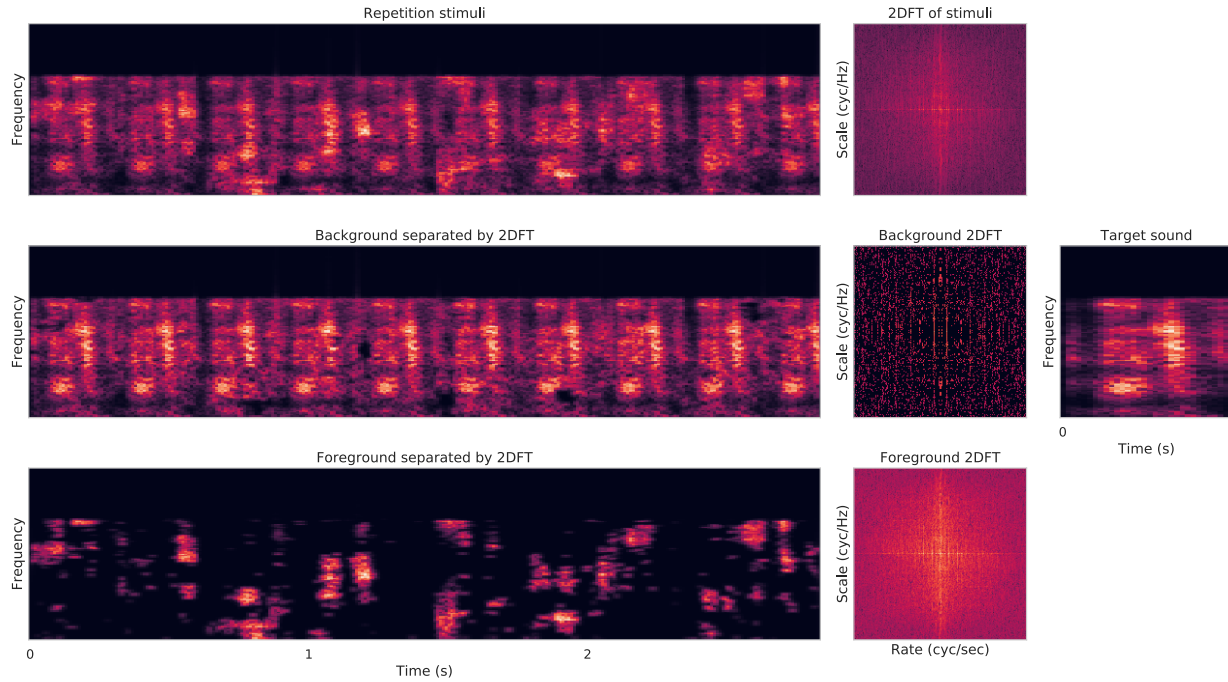 Repetition stimuli
2DFT of stimuli
Frequency
Scale (cyc/Hz)
Background separated by 2DFT
Background 2DFT
Target sound
Frequency
Scale (cyc/Hz)
Frequency
0
Time (s)
Foreground separated by 2DFT
Foreground 2DFT
Frequency
Scale (cyc/Hz)
0
1
2
Time (s)
Rate (cyc/sec)